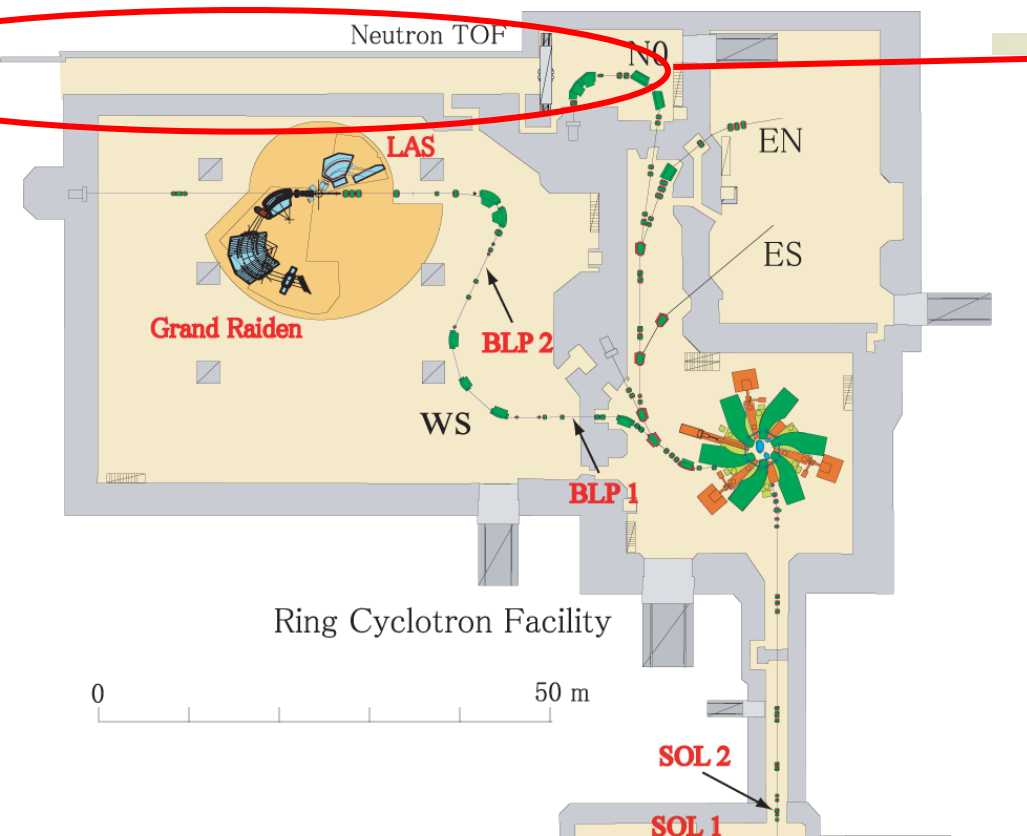 Neutron TOF
N0
EN
LAS
ES
Grand Raiden
BLP 2
WS
BLP 1
Ring Cyclotron Facility
0
50 m
SOL 2
SOL 1